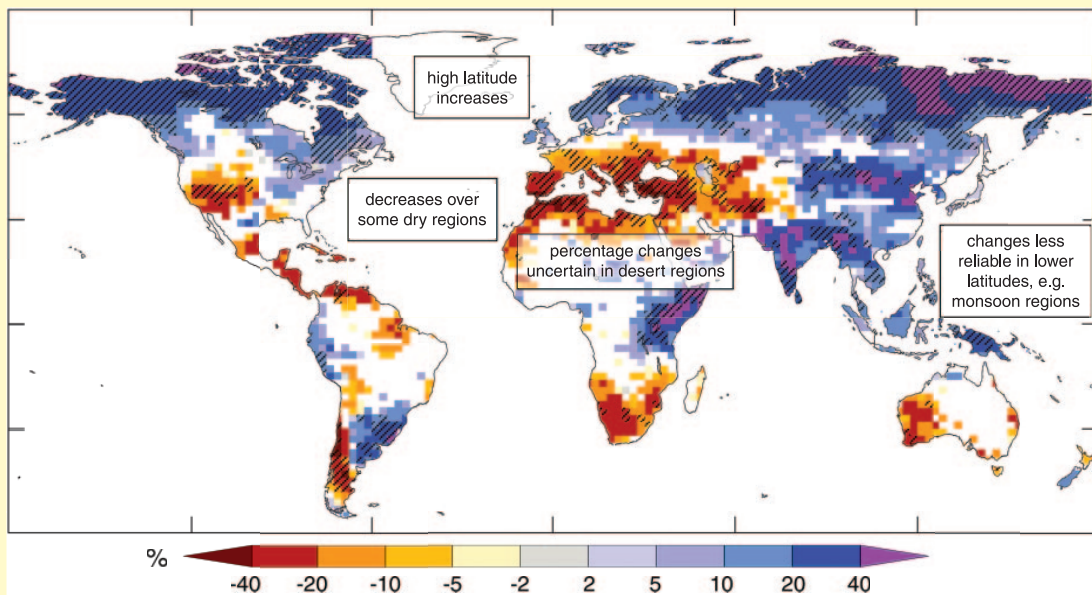 high latitude
increases
decreases over
some dry regions
percentage changes
uncertain in desert regions
changes less
reliable in lower
latitudes, e.g.
monsoon regions
%
-40 -20 -10 -5 -2 2 5 10 20 40